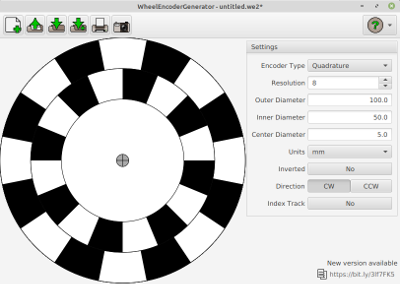 WheelEncoderGenerator - untitled.we2*
Settings
Encoder Type Quadrature
Resolution 8
Outer Diameter 100.0
Inner Diameter 50.0
Center Diameter 5.0
Units mm
Inverted No
Direction CW CCW
Index Track No
New version available
https://bit.ly/3If7FK5